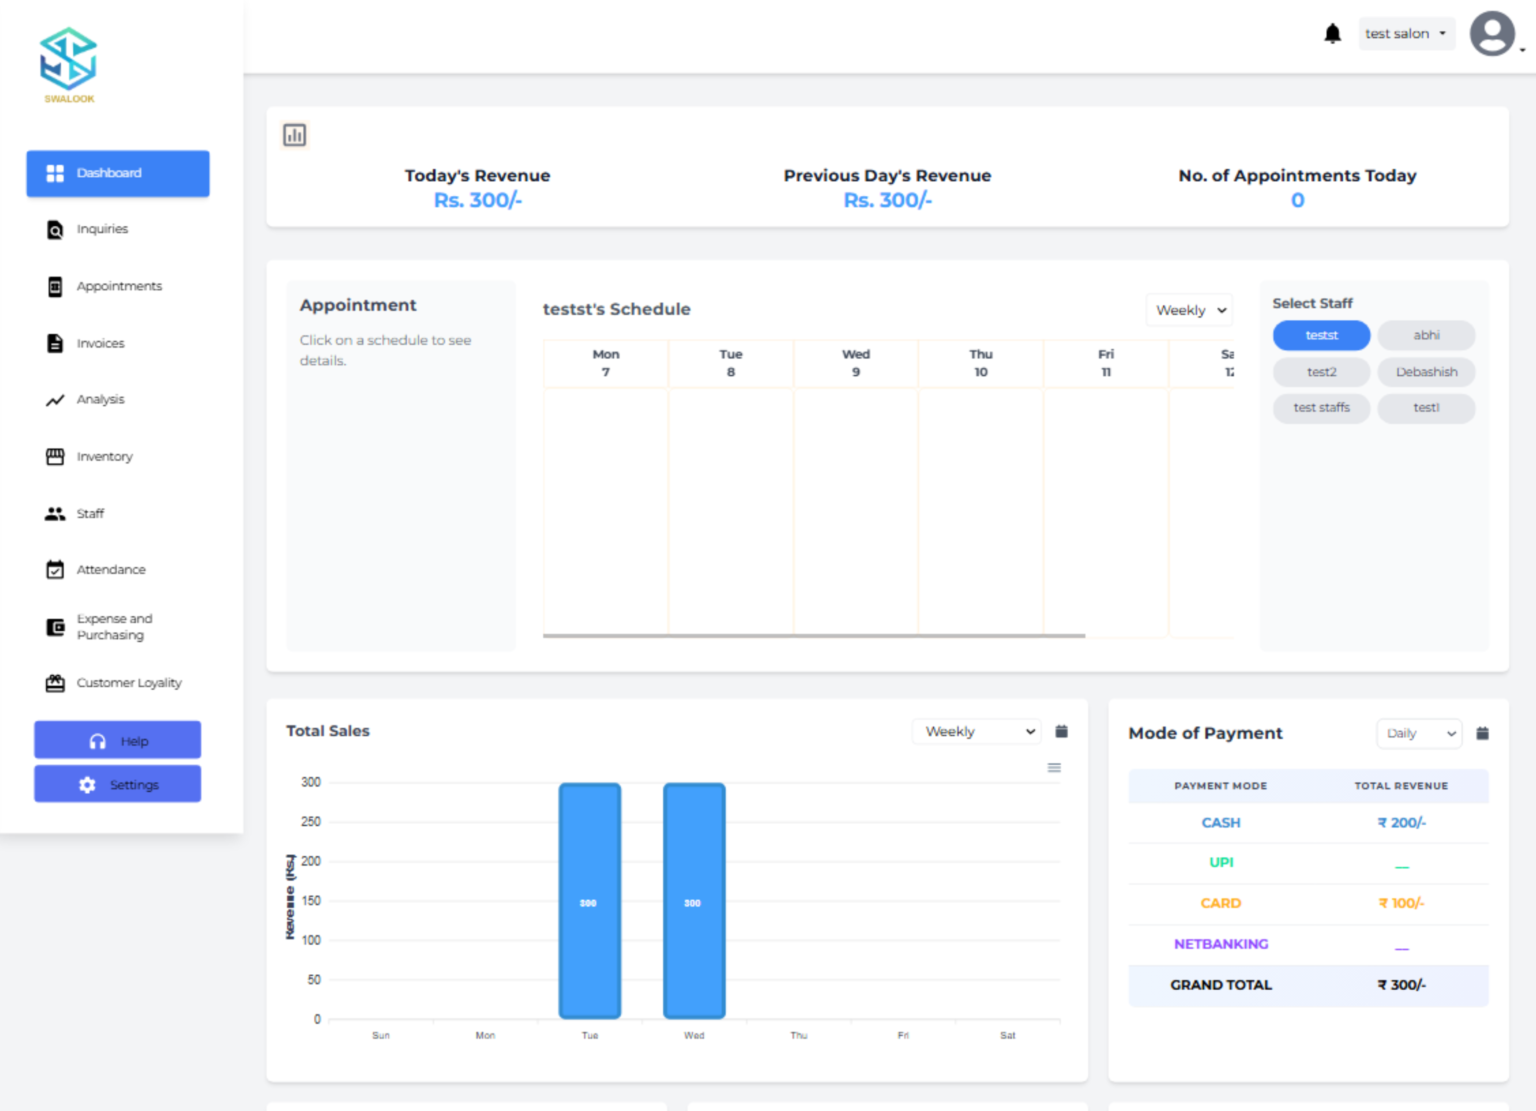 SWALOOK
Dashboard
Inquiries
Appointments
Invoices
Analysis
Inventory
Staff
Attendance
Expense and
Purchasing
Customer Loyality
Help
Settings
test salon
Today's Revenue
Rs. 300/-
Previous Day's Revenue
Rs. 300/-
No. of Appointments Today
0
Appointment
Click on a schedule to see
details.
testst's Schedule
Weekly
Mon Tue Wed Thu Fri Sa
7 8 9 10 11 12
Select Staff
testst abhi
test2 Debashish
test staffs test1
Total Sales
Weekly
Revenue (Rs.)
300
250
200
150
100
50
0
300 300
Sun Mon Tue Wed Thu Fri Sat
Mode of Payment
Daily
PAYMENT MODE TOTAL REVENUE
CASH ₹ 200/-
UPI __
CARD ₹ 100/-
NETBANKING __
GRAND TOTAL ₹ 300/-